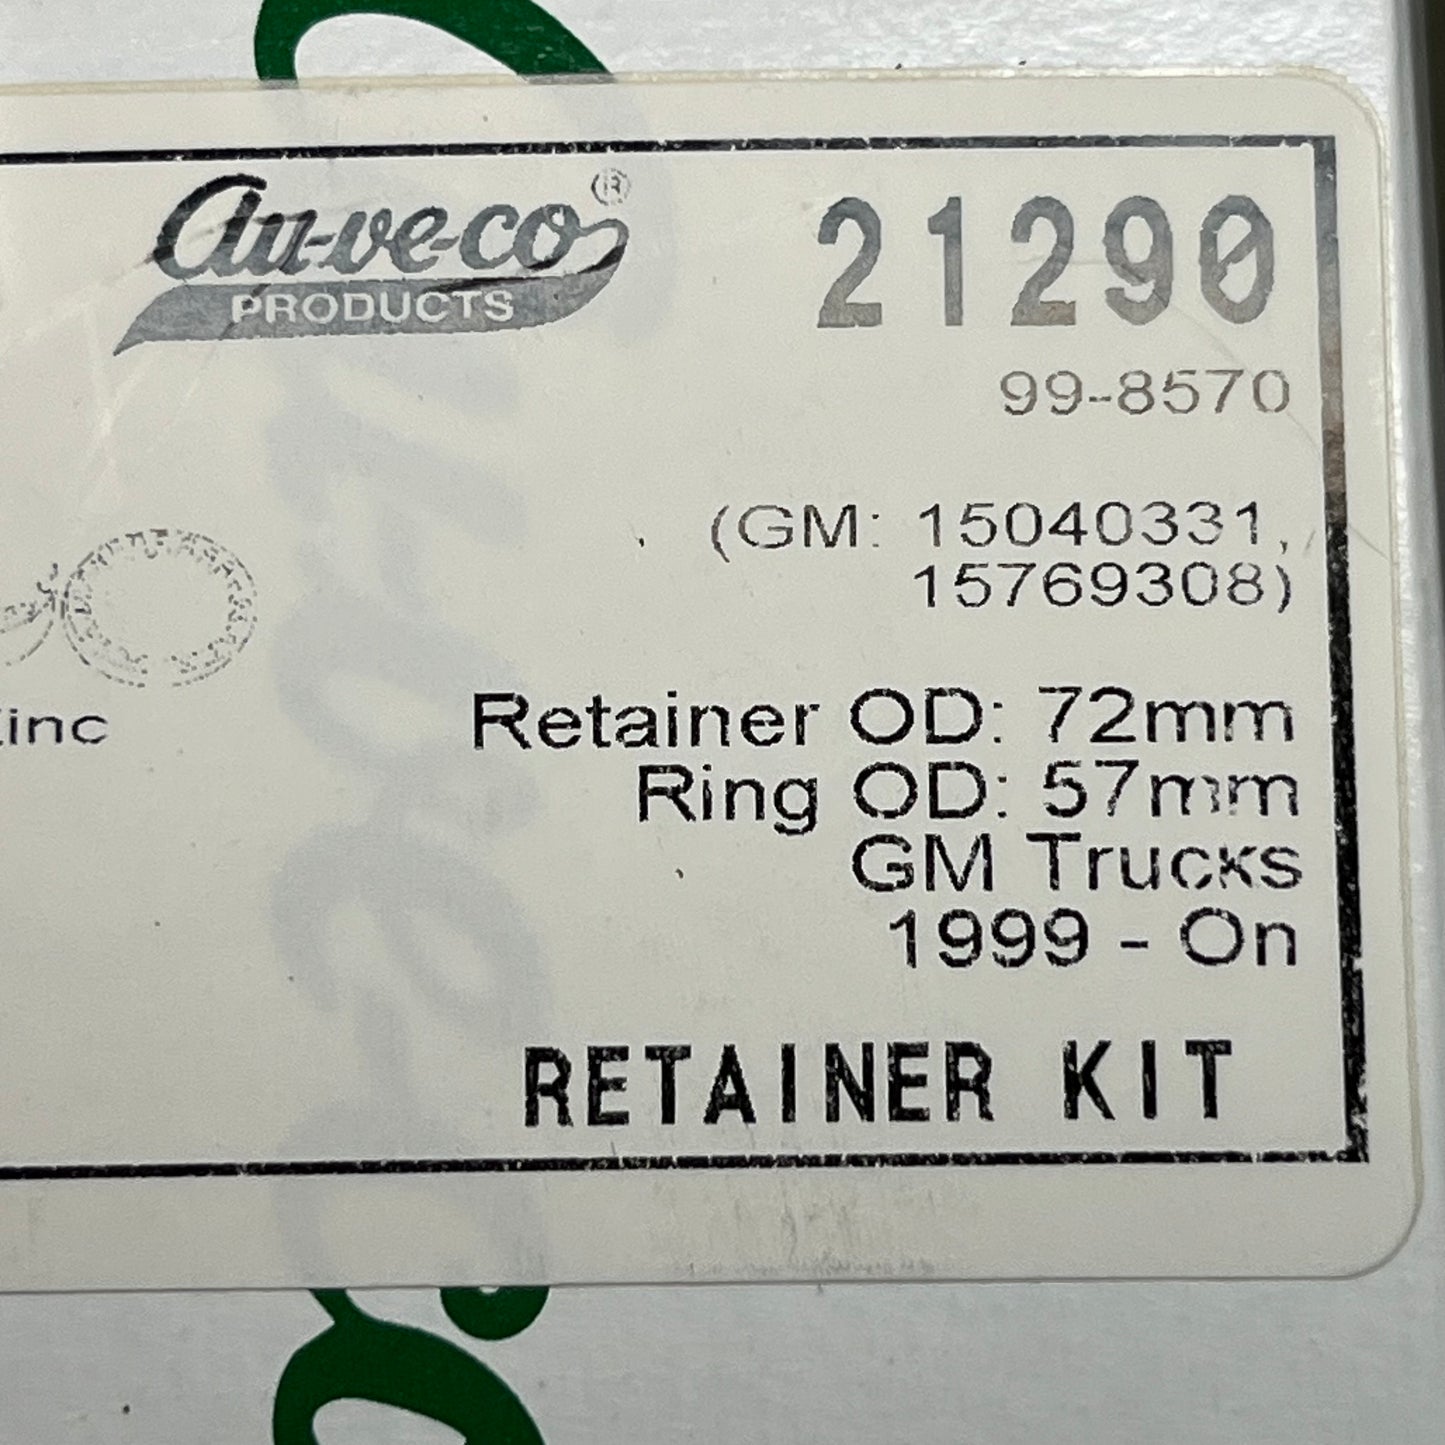 Au-ve-co®
PRODUCTS
21290
99-8570
(GM: 15040331,
15769308)
inc
Retainer OD: 72mm
Ring OD: 57mm
GM Trucks
1999 - On
RETAINER KIT